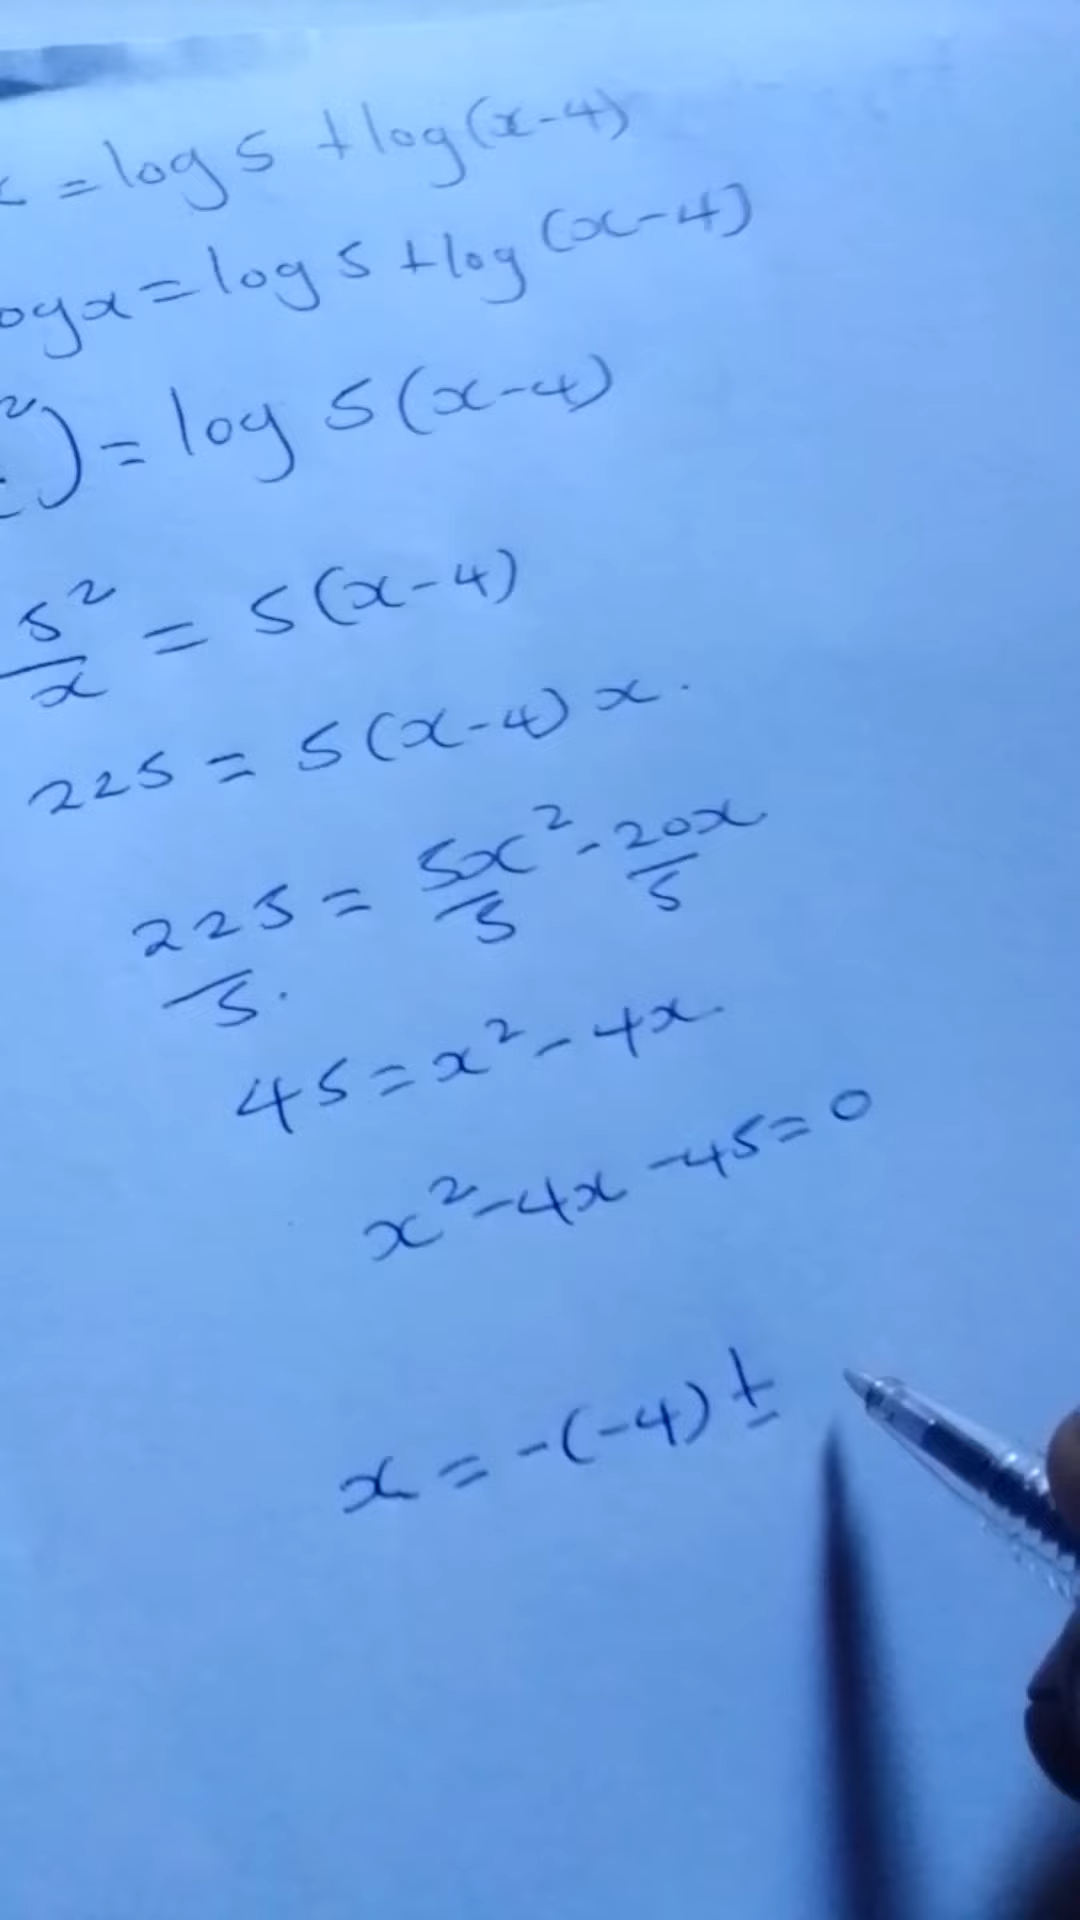 = log 5 + log(x-4)
x = log 5 + log (x-4)
²) = log 5(x-4)
5²/x = 5(x-4)
225 = 5(x-4)x.
225/5. = 5x²/5 - 20x/5
45 = x² - 4x
x² - 4x - 45 = 0
x = -(-4) ±